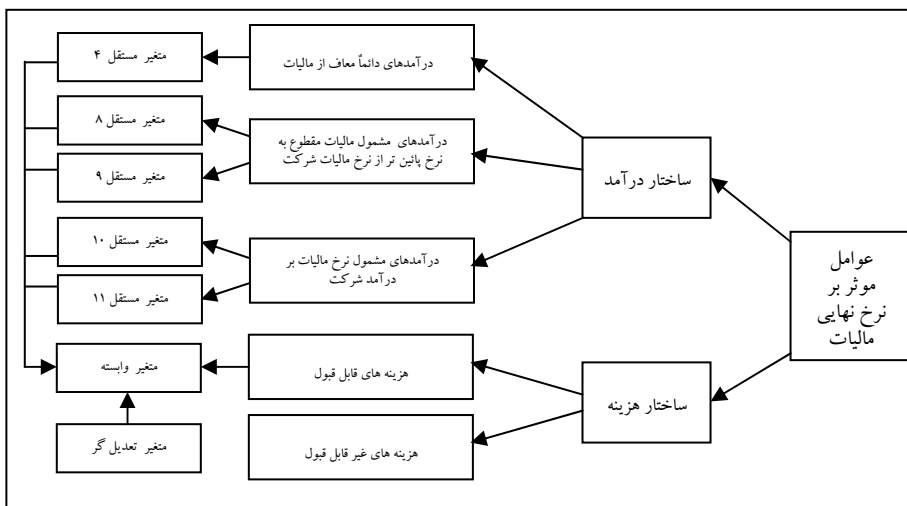 عوامل
موثر بر
نرخ نهایی
مالیات
ساختار درآمد
درآمدهای دائماً معاف از مالیات
متغیر مستقل ۴
درآمدهای مشمول مالیات مقطوع به
نرخ پائین تر از نرخ مالیات شرکت
متغیر مستقل ۸
متغیر مستقل ۹
درآمدهای مشمول نرخ مالیات بر
درآمد شرکت
متغیر مستقل ۱۰
متغیر مستقل ۱۱
ساختار هزینه
هزینه های قابل قبول
متغیر وابسته
هزینه های غیر قابل قبول
متغیر تعدیل گر